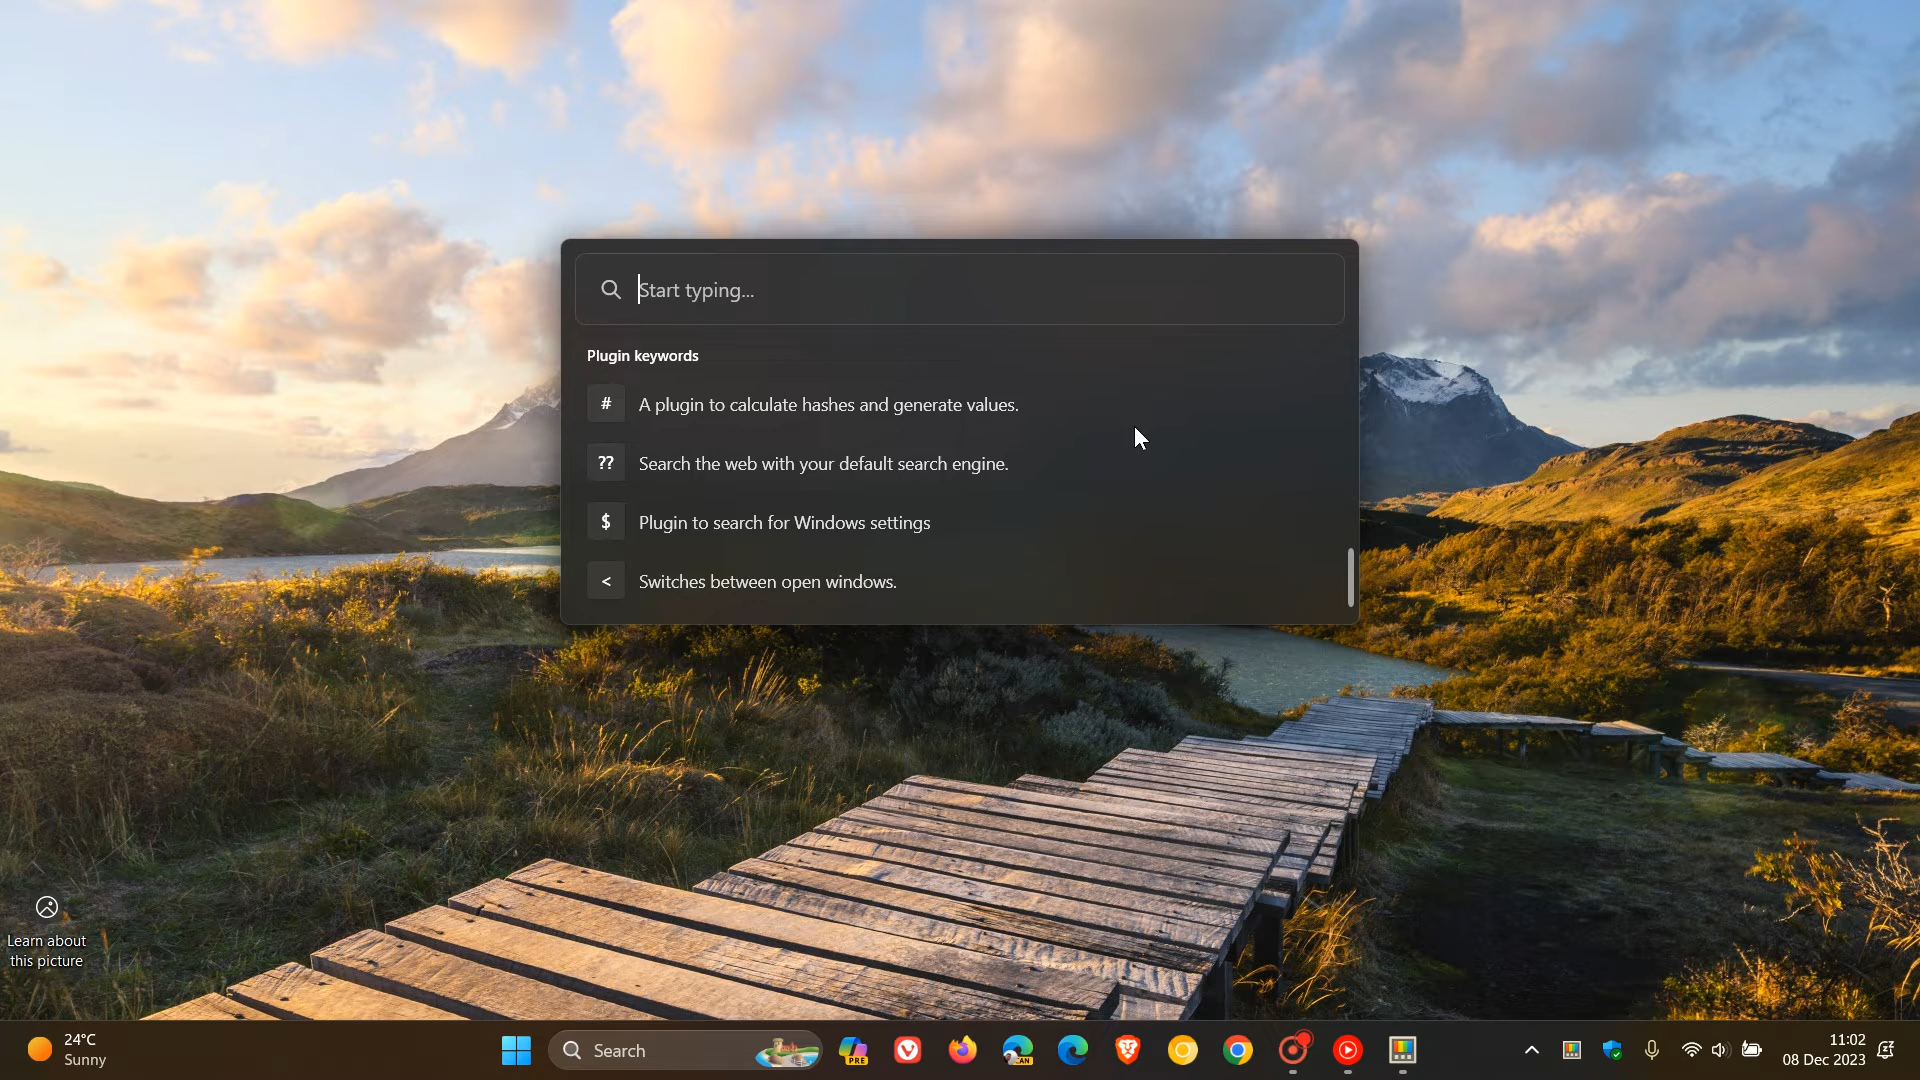 Start typing...
Plugin keywords
# A plugin to calculate hashes and generate values.
?? Search the web with your default search engine.
$ Plugin to search for Windows settings
< Switches between open windows.
Learn about
this picture
24°C
Sunny
Search
PRE
CAN
11:02
08 Dec 2023